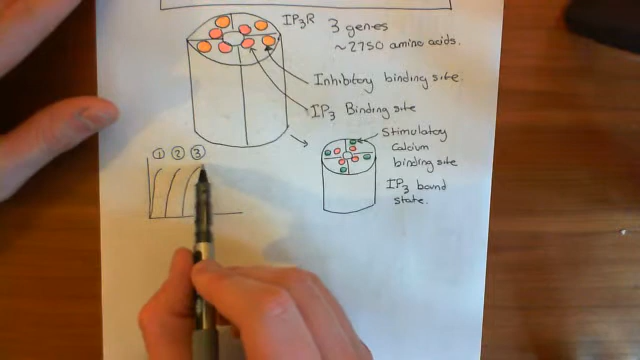 IP3R
3 genes
~2750 amino acids.
Inhibitory binding site
IP3 Binding site
Stimulatory
Calcium
binding site
IP3 bound
state.
1 2 3